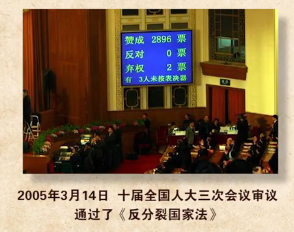 赞成 2896 票
反对 0 票
弃权 2 票
有 3人未按表决器
2005年3月14日 十届全国人大三次会议审议
通过了《反分裂国家法》